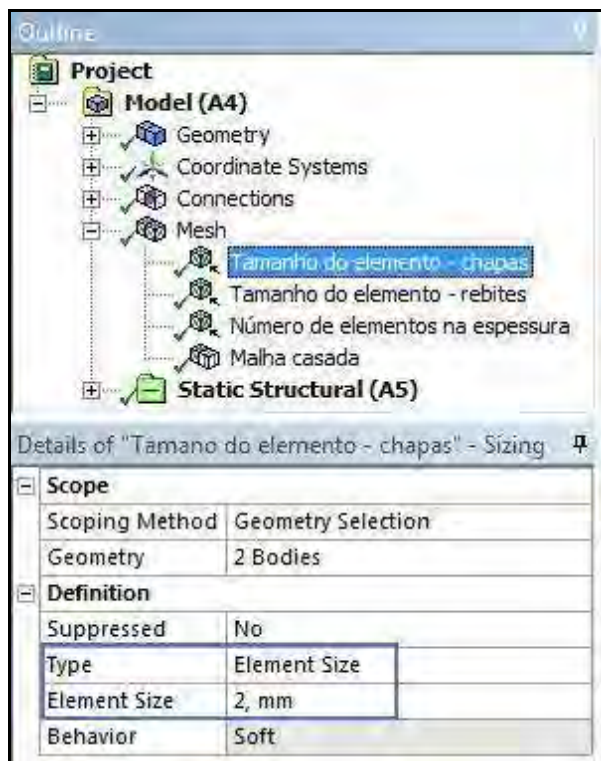 Outline
Project
Model (A4)
Geometry
Coordinate Systems
Connections
Mesh
Tamanho do elemento - chapas
Tamanho do elemento - rebites
Número de elementos na espessura
Malha casada
Static Structural (A5)
Details of "Tamano do elemento - chapas" - Sizing
Scope
Scoping Method Geometry Selection
Geometry 2 Bodies
Definition
Suppressed No
Type Element Size
Element Size 2, mm
Behavior Soft